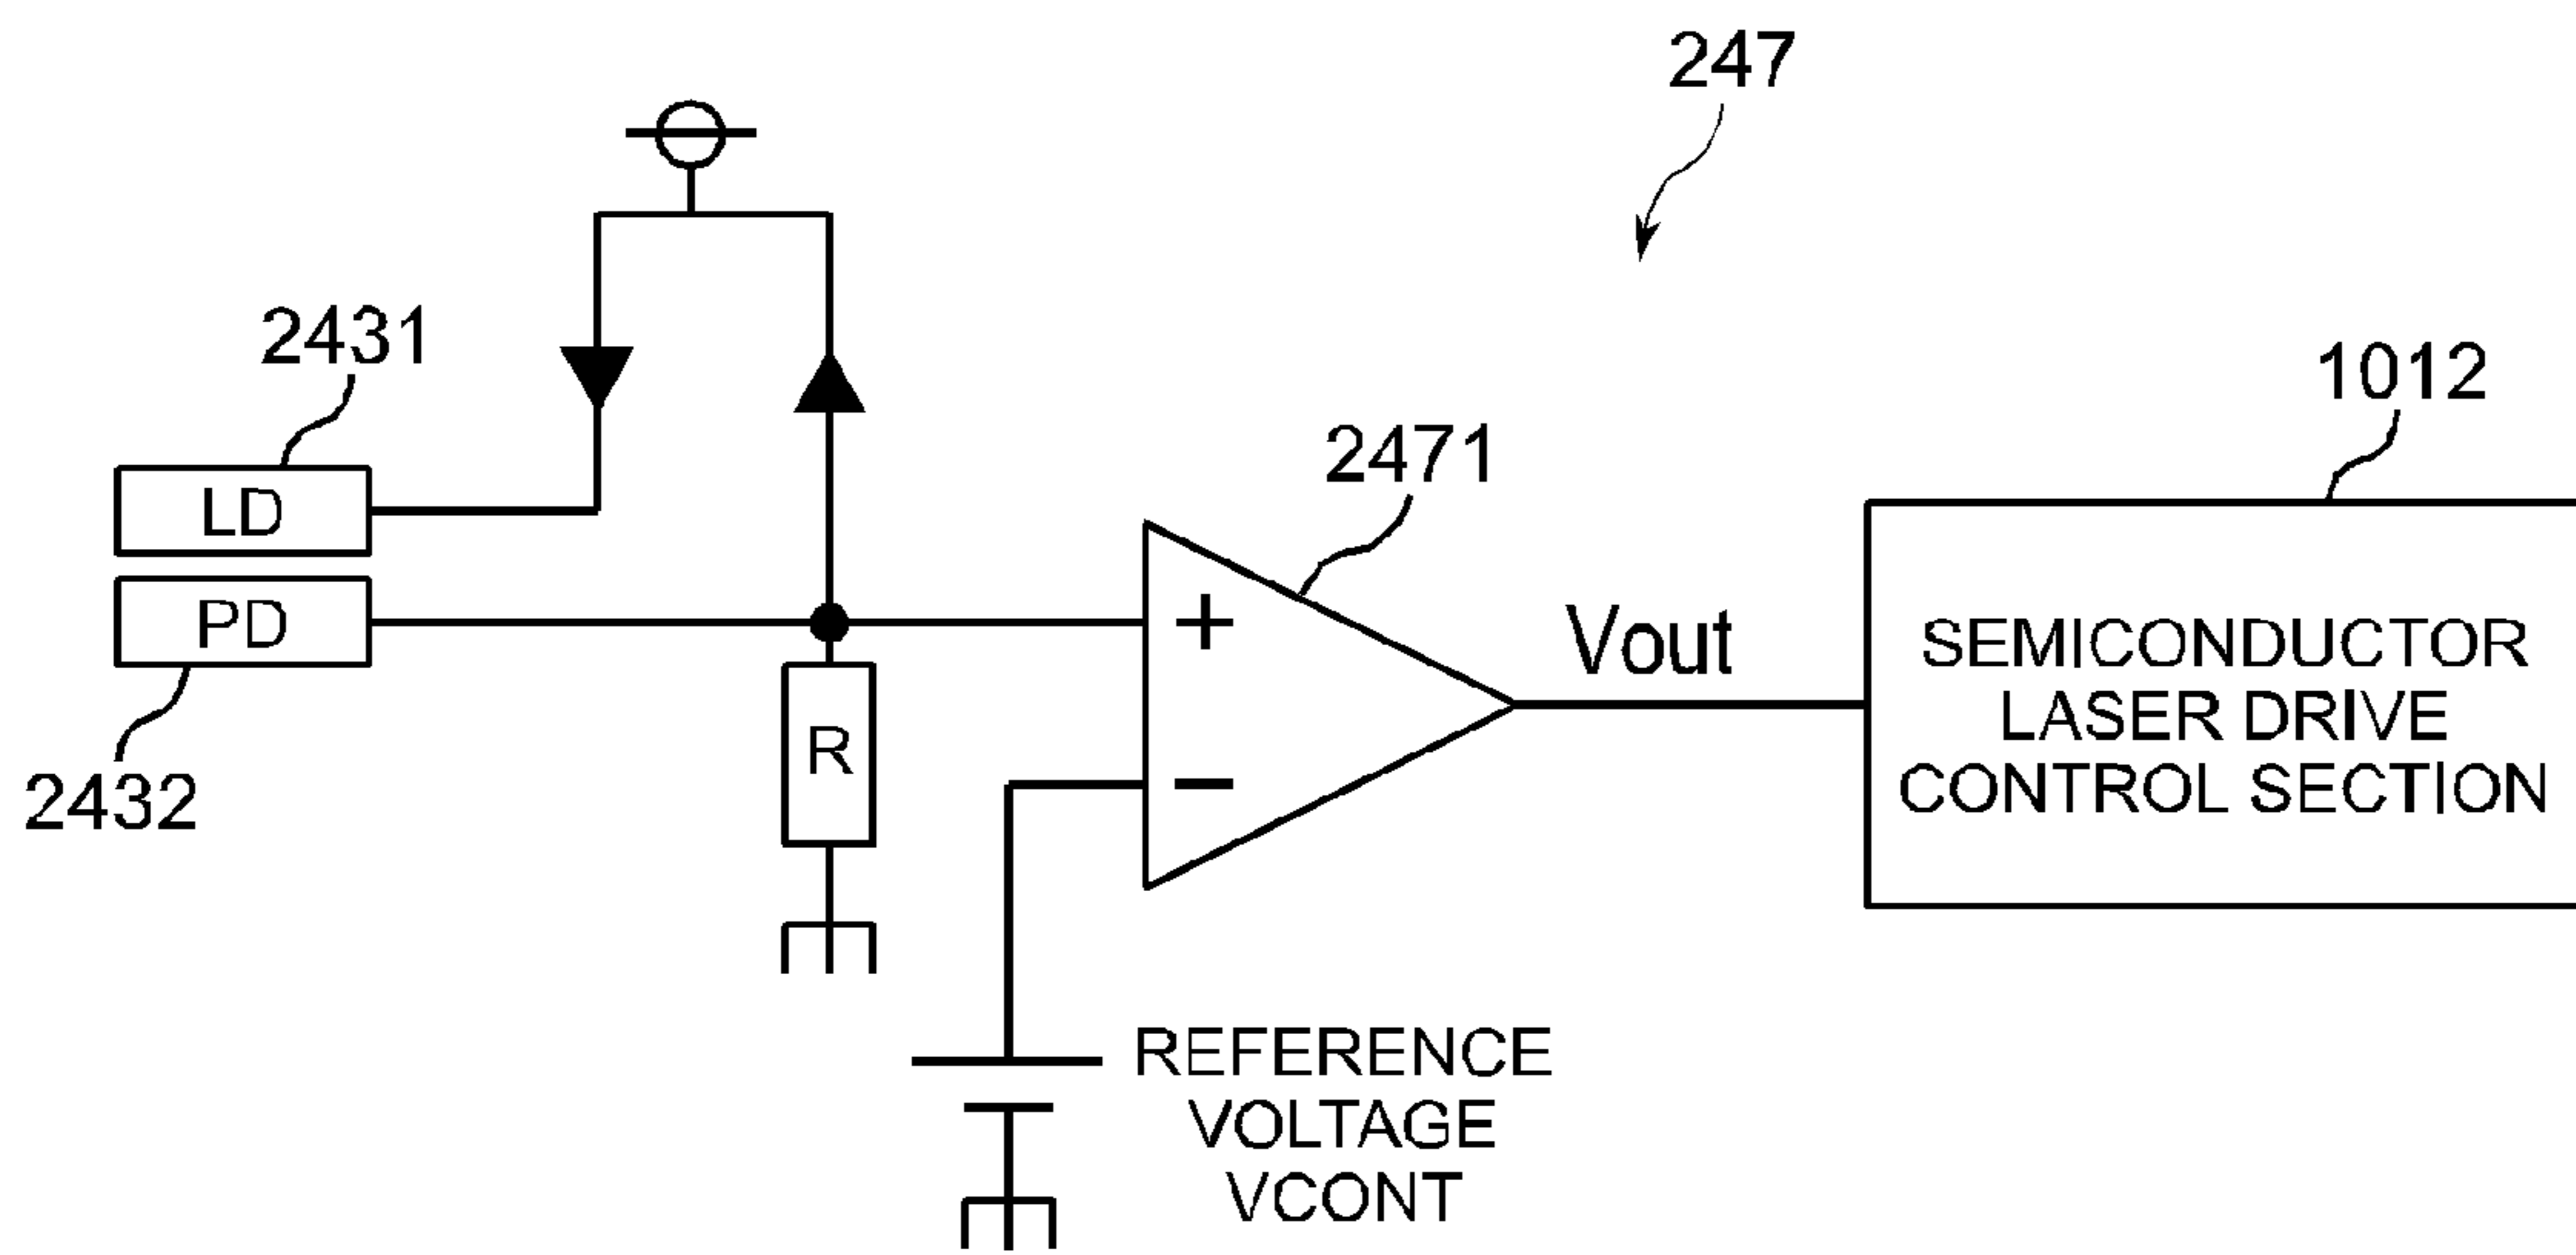 247
2431
LD
PD
2432
R
2471
+
−
Vout
1012
SEMICONDUCTOR
LASER DRIVE
CONTROL SECTION
REFERENCE
VOLTAGE
VCONT